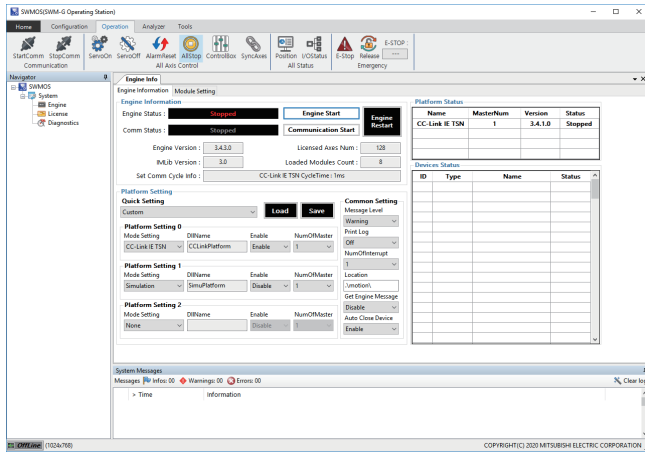 SWMOS(SWM-G Operating Station)
Home Configuration Operation Analyzer Tools
StartComm StopComm ServoOn ServoOff AlarmReset AllStop ControlBox SyncAxes Position I/OStatus E-Stop Release E-STOP :
Communication All Axis Control All Status Emergency
Navigator
SWMOS
System
Engine
License
Diagnostics
Engine Info
Engine Information Module Setting
Engine Information
Engine Status : Stopped Engine Start Engine Restart
Comm Status : Stopped Communication Start
Engine Version : 3.4.3.0 Licensed Axes Num : 128
IMLib Version : 3.0 Loaded Modules Count : 8
Set Comm Cycle Info : CC-Link IE TSN CycleTime : 1ms
Platform Setting
Quick Setting
Custom Load Save
Platform Setting 0
Mode Setting DllName Enable NumOfMaster
CC-Link IE TSN CCLinkPlatform Enable 1
Platform Setting 1
Mode Setting DllName Enable NumOfMaster
Simulation SimuPlatform Disable 1
Platform Setting 2
Mode Setting DllName Enable NumOfMaster
None Disable 1
Common Setting
Message Level
Warning
Print Log
Off
NumOfInterrupt
1
Location
.\motion\
Get Engine Message
Disable
Auto Close Device
Enable
Platform Status
Name MasterNum Version Status
CC-Link IE TSN 1 3.4.1.0 Stopped
Devices Status
ID Type Name Status
System Messages
Messages Infos: 00 Warnings: 00 Errors: 00 Clear log
> Time Information
OffLine (1024x768) COPYRIGHT(C) 2020 MITSUBISHI ELECTRIC CORPORATION